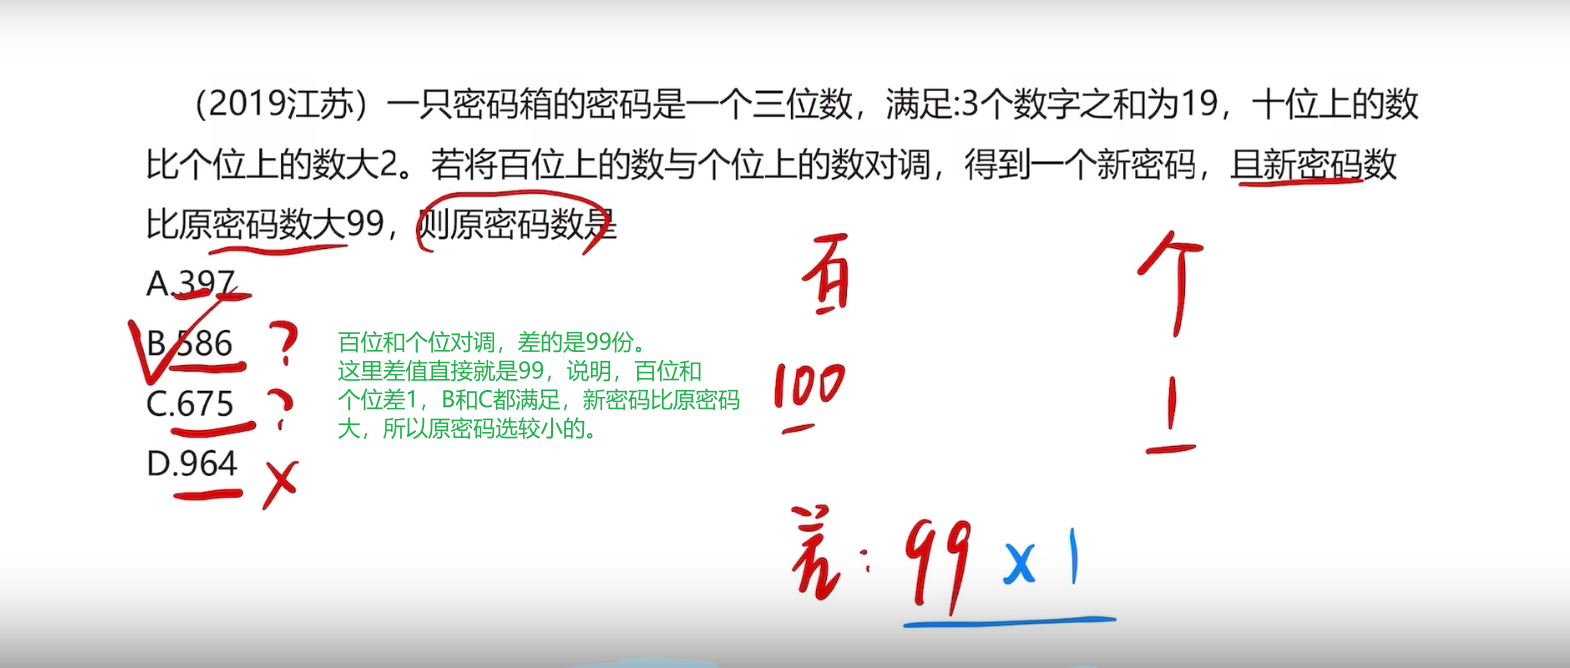 （2019江苏）一只密码箱的密码是一个三位数，满足:3个数字之和为19，十位上的数
比个位上的数大2。若将百位上的数与个位上的数对调，得到一个新密码，且新密码数
比原密码数大99，则原密码数是
A.397
B.586 ?
C.675 ?
D.964 x
百位和个位对调，差的是99份。
这里差值直接就是99，说明，百位和
个位差1，B和C都满足，新密码比原密码
大，所以原密码选较小的。
百 个
100 1
差: 99 x 1